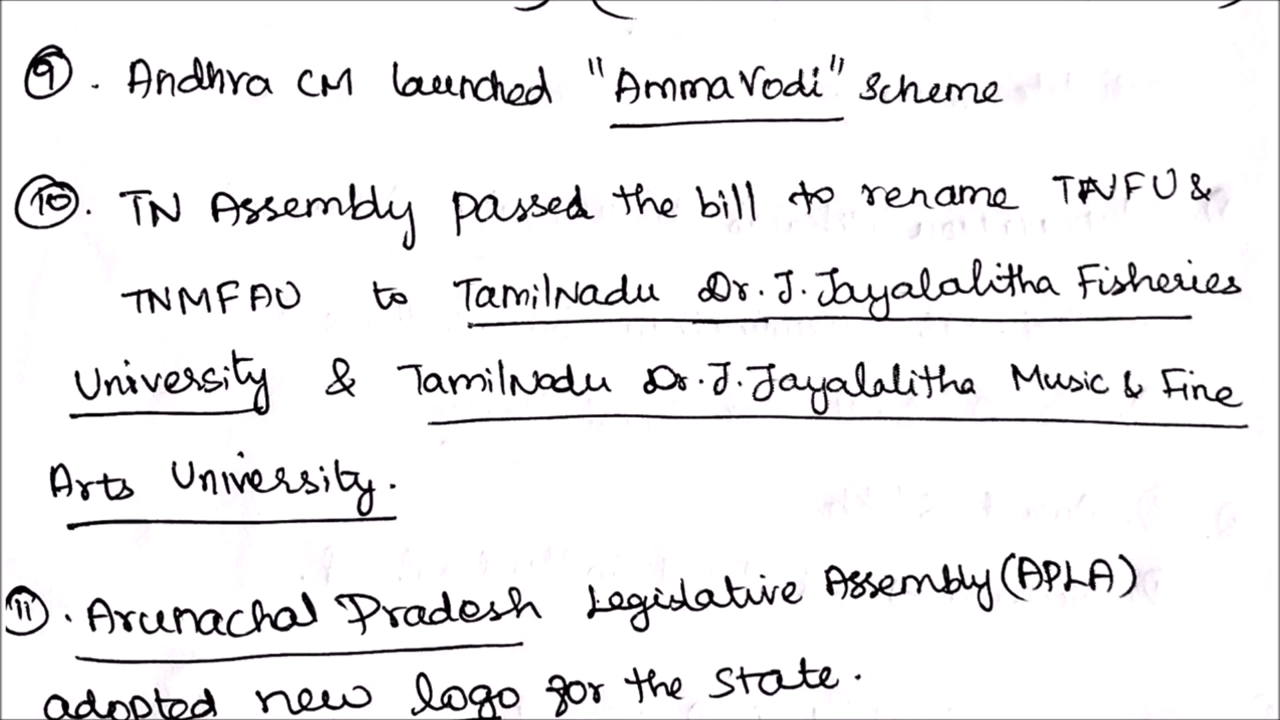 9. Andhra CM launched "AmmaVodi" scheme
10. TN Assembly passed the bill to rename TNFU &
TNMFAU to TamilNadu Dr. J. Jayalalitha Fisheries
University & TamilNadu Dr. J. Jayalalitha Music & Fine
Arts University.
11. Arunachal Pradesh Legislative Assembly (APLA)
adopted new logo for the state.